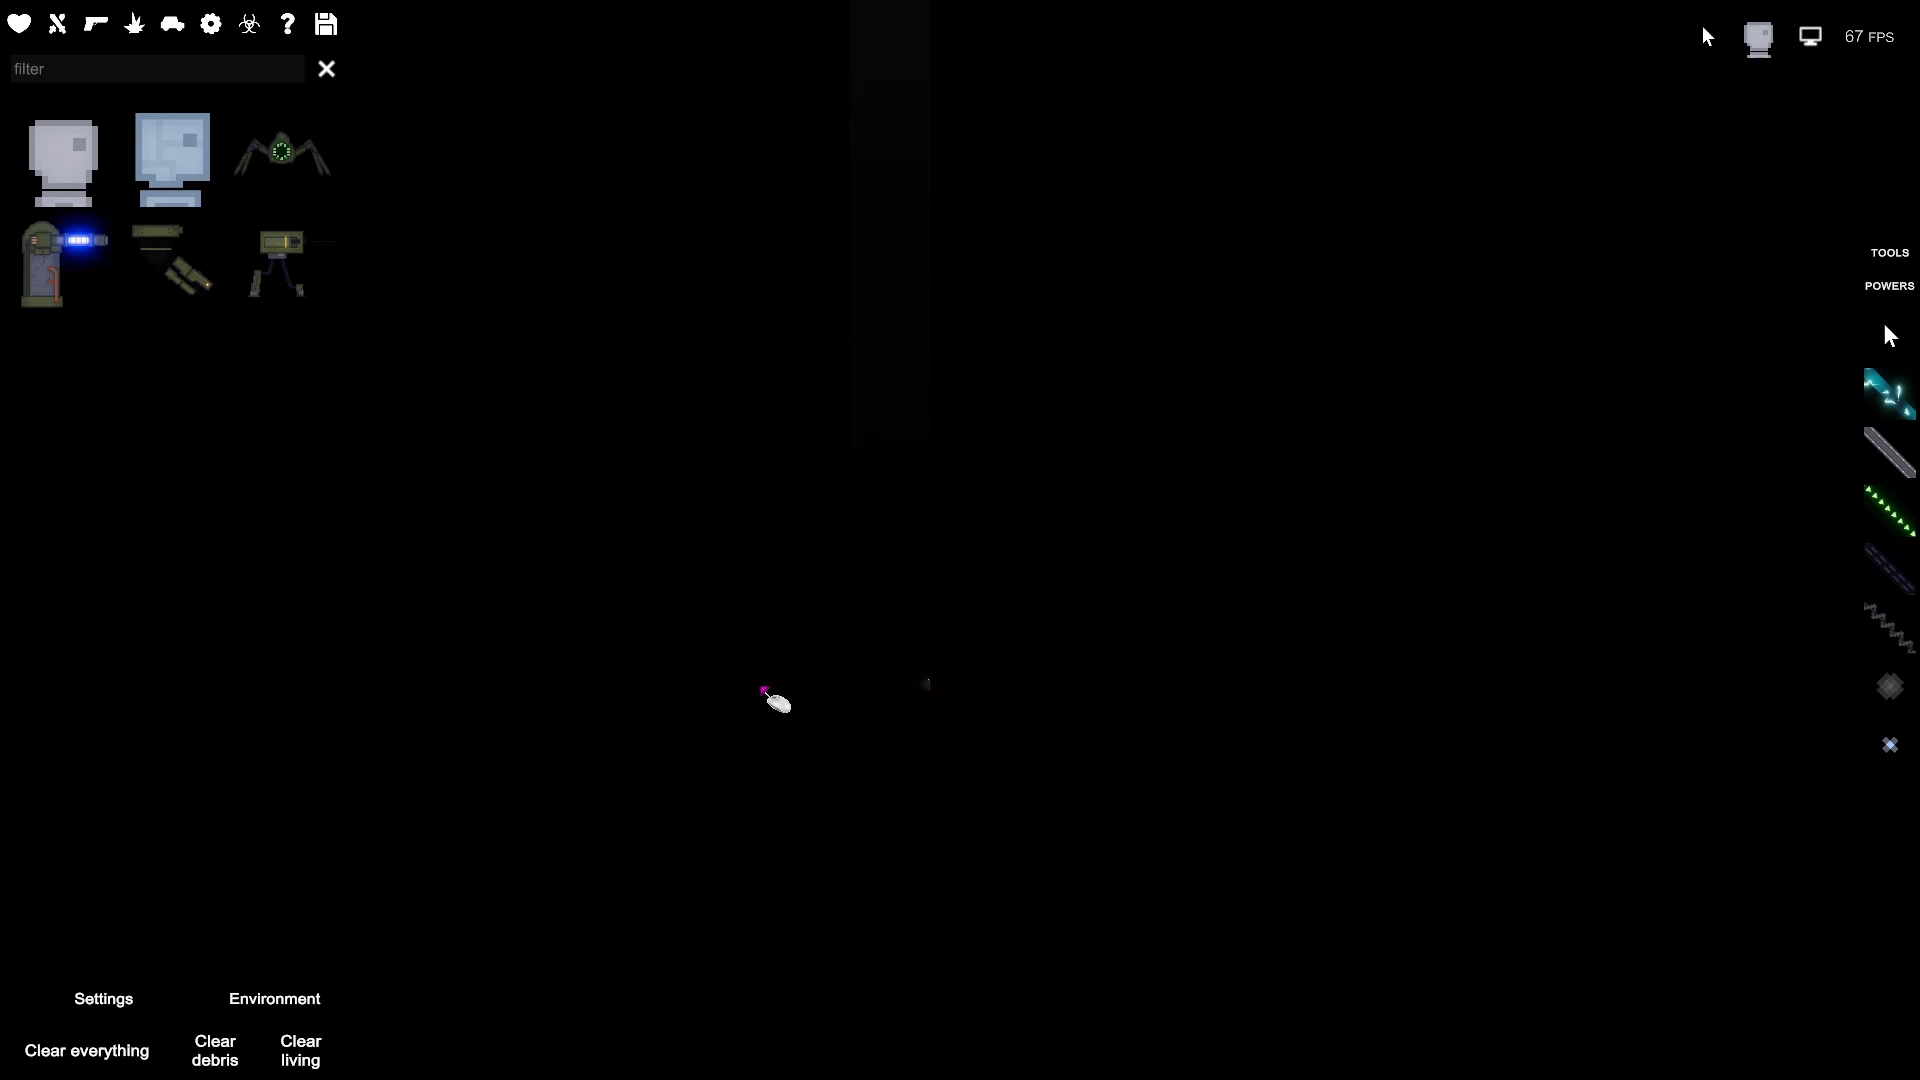 filter
67 FPS
TOOLS
POWERS
Settings
Environment
Clear everything
Clear
debris
Clear
living